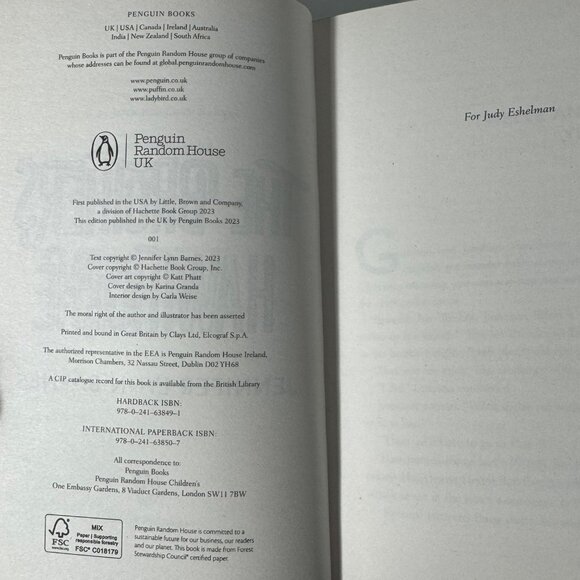 PENGUIN BOOKS
UK | USA | Canada | Ireland | Australia
India | New Zealand | South Africa
Penguin Books is part of the Penguin Random House group of companies
whose addresses can be found at global.penguinrandomhouse.com
www.penguin.co.uk
www.puffin.co.uk
www.ladybird.co.uk
Penguin
Random House
UK
First published in the USA by Little, Brown and Company,
a division of Hachette Book Group 2023
This edition published in the UK by Penguin Books 2023
001
Text copyright © Jennifer Lynn Barnes, 2023
Cover copyright © Hachette Book Group, Inc.
Cover art copyright © Katt Phatt
Cover design by Karina Granda
Interior design by Carla Weise
The moral right of the author and illustrator has been asserted
Printed and bound in Great Britain by Clays Ltd, Elcograf S.p.A.
The authorized representative in the EEA is Penguin Random House Ireland,
Morrison Chambers, 32 Nassau Street, Dublin D02 YH68
A CIP catalogue record for this book is available from the British Library
HARDBACK ISBN:
978–0–241–63849–1
INTERNATIONAL PAPERBACK ISBN:
978–0–241–63850–7
All correspondence to:
Penguin Books
Penguin Random House Children's
One Embassy Gardens, 8 Viaduct Gardens, London SW11 7BW
FSC
www.fsc.org
MIX
Paper | Supporting
responsible forestry
FSC® C018179
Penguin Random House is committed to a
sustainable future for our business, our readers
and our planet. This book is made from Forest
Stewardship Council® certified paper.
For Judy Eshelman